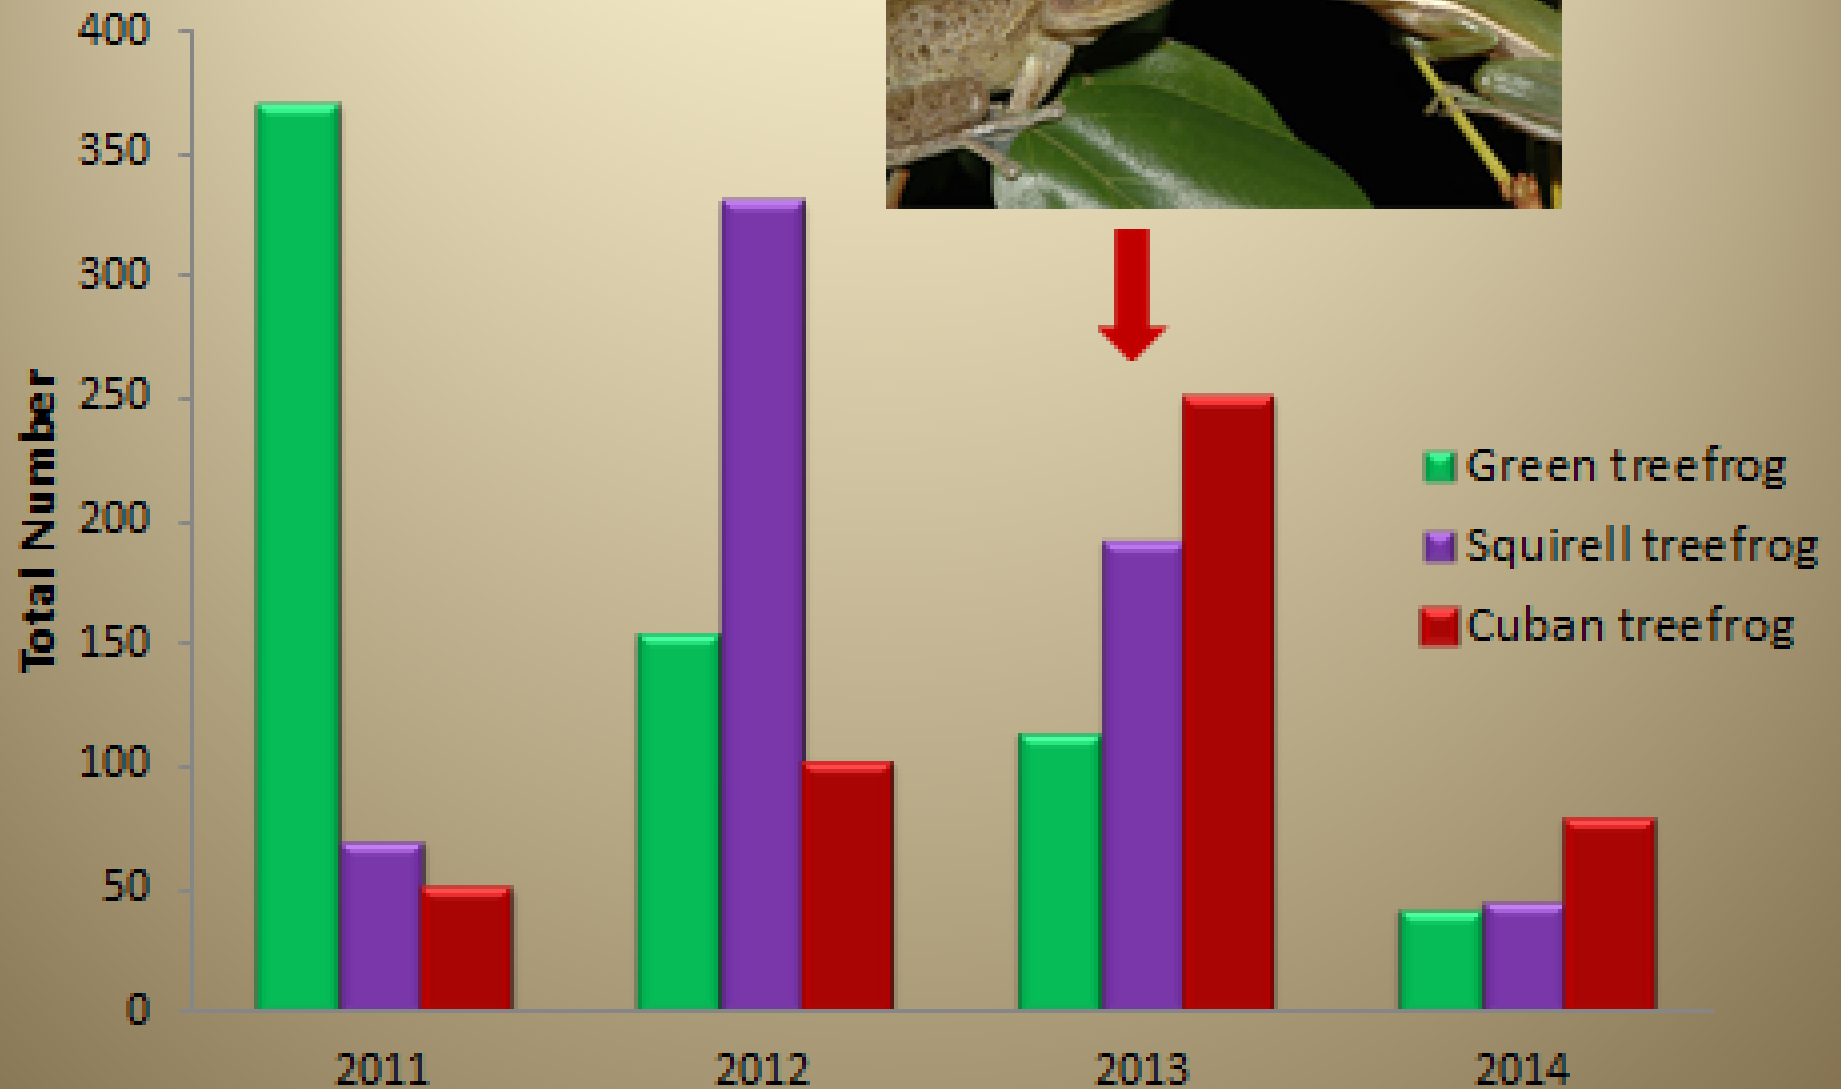 400
350
300
250
200
150
100
50
0
Total Number
Green treefrog
Squirell treefrog
Cuban treefrog
2011 2012 2013 2014